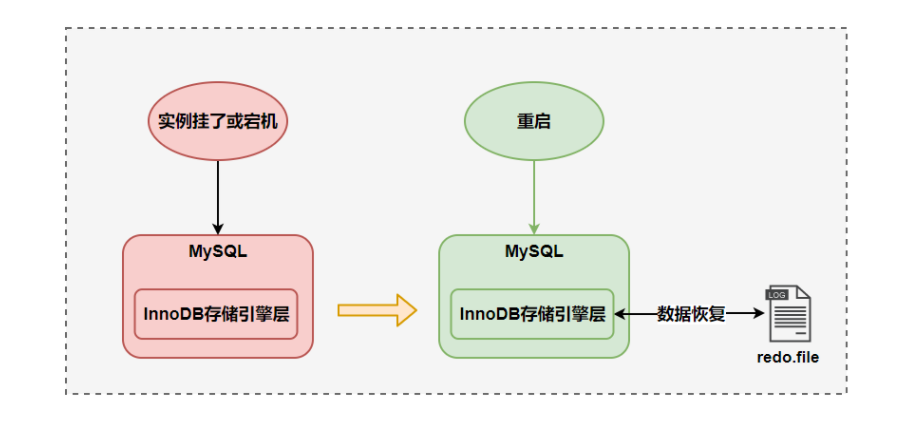 实例挂了或宕机
重启
MySQL
MySQL
InnoDB存储引擎层
InnoDB存储引擎层
数据恢复
LOG
redo.file